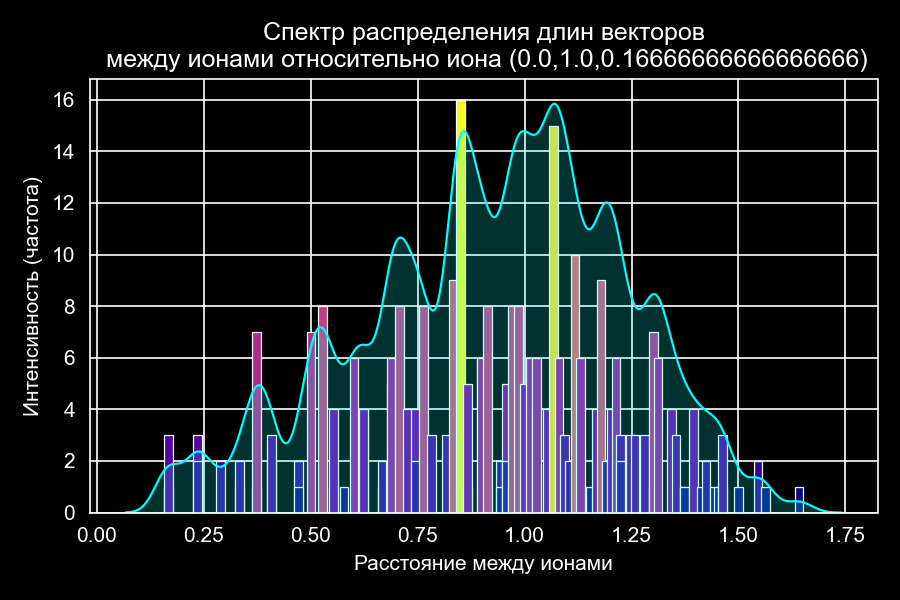 Спектр распределения длин векторов
между ионами относительно иона (0.0,1.0,0.16666666666666666)
Интенсивность (частота)
16
14
12
10
8
6
4
2
0
0.00 0.25 0.50 0.75 1.00 1.25 1.50 1.75
Расстояние между ионами